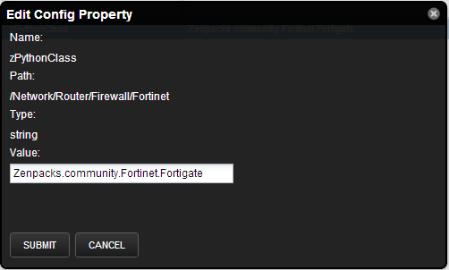 Edit Config Property
Name:
zPythonClass
Path:
/Network/Router/Firewall/Fortinet
Type:
string
Value:
Zenpacks.community.Fortinet.Fortigate
SUBMIT CANCEL